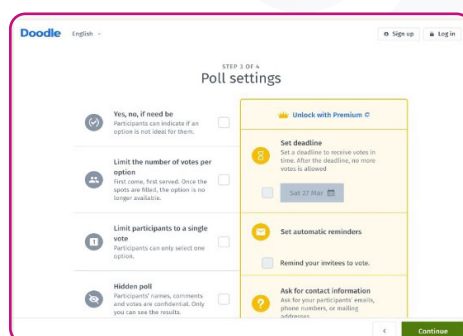 Doodle English Sign up Log in
STEP 3 OF 4
Poll settings
Yes, no, if need be
Participants can indicate if an
option is not ideal for them.
Limit the number of votes per
option
First come, first served. Once the
spots are filled, the option is no
longer available.
Limit participants to a single
vote
Participants can only select one
option.
Hidden poll
Participants' names, comments
and votes are confidential. Only
you can see the results.
Unlock with Premium
Set deadline
Set a deadline to receive votes in
time. After the deadline, no more
votes is allowed
Sat 27 Mar
Set automatic reminders
Remind your invitees to vote.
Ask for contact information
Ask for your participants' emails,
phone numbers, or mailing
addresses.
< Continue